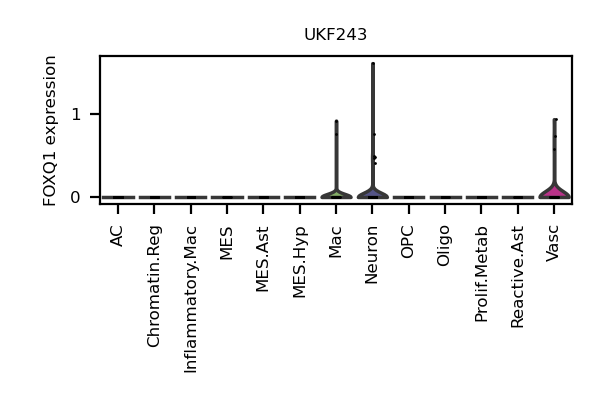 UKF243
FOXQ1 expression
1
0
AC
Chromatin.Reg
Inflammatory.Mac
MES
MES.Ast
MES.Hyp
Mac
Neuron
OPC
Oligo
Prolif.Metab
Reactive.Ast
Vasc